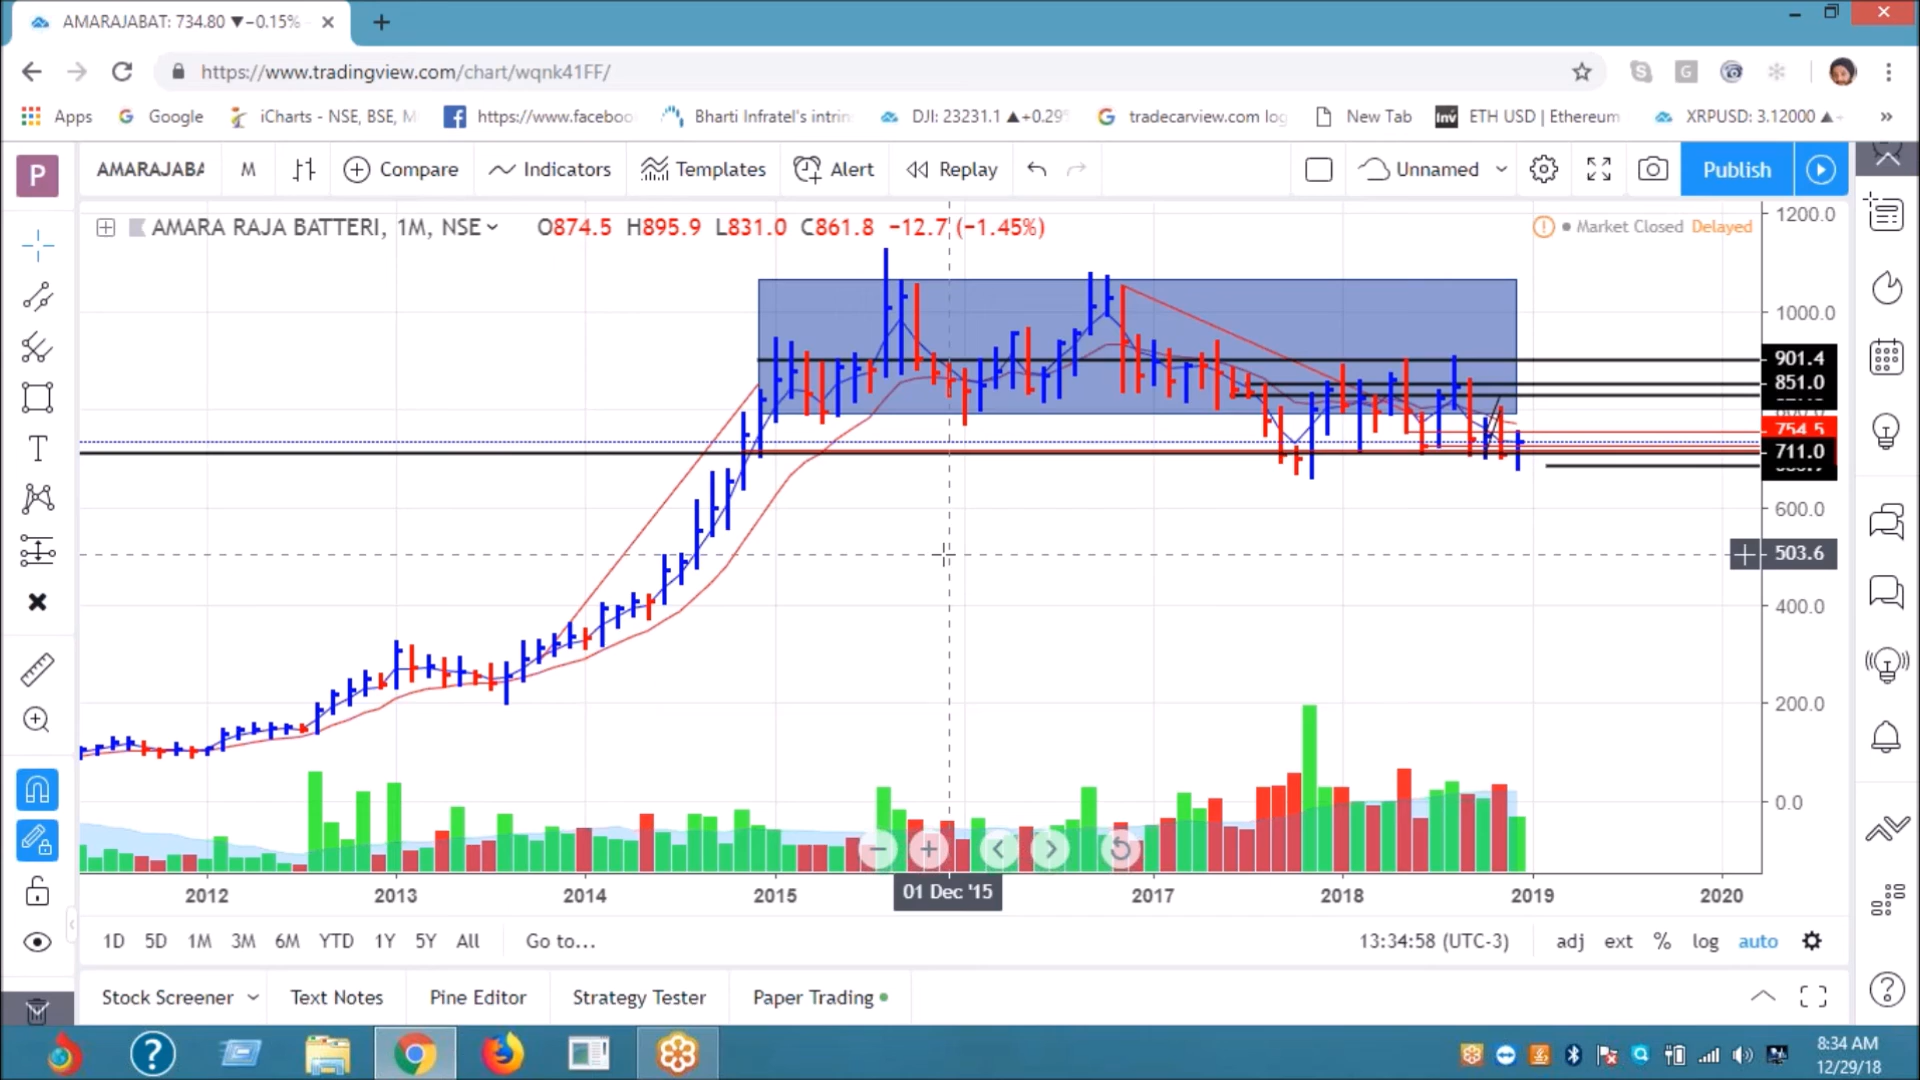 AMARAJABAT: 734.80 ▼−0.15%
https://www.tradingview.com/chart/wqnk41FF/
Apps Google iCharts - NSE, BSE, M https://www.faceboo Bharti Infratel's intrin DJI: 23231.1 ▲+0.29% tradecarview.com log New Tab Inv ETH USD | Ethereum XRPUSD: 3.12000 ▲ »
P AMARAJABA M Compare Indicators Templates Alert Replay Unnamed Publish
AMARA RAJA BATTERI, 1M, NSE O874.5 H895.9 L831.0 C861.8 −12.7 (−1.45%) Market Closed Delayed
1200.0
1000.0
901.4
851.0
754.5
711.0
600.0
503.6
400.0
200.0
0.0
2012 2013 2014 2015 01 Dec '15 2017 2018 2019 2020
1D 5D 1M 3M 6M YTD 1Y 5Y All Go to... 13:34:58 (UTC-3) adj ext % log auto
Stock Screener Text Notes Pine Editor Strategy Tester Paper Trading
8:34 AM
12/29/18